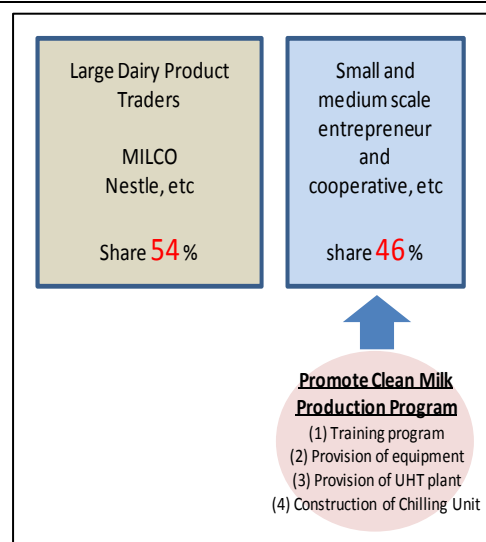 Large Dairy Product
Traders
MILCO
Nestle, etc
Share 54 %
Small and
medium scale
entrepreneur
and
cooperative, etc
share 46 %
Promote Clean Milk
Production Program
(1) Training program
(2) Provision of equipment
(3) Provision of UHT plant
(4) Construction of Chilling Unit